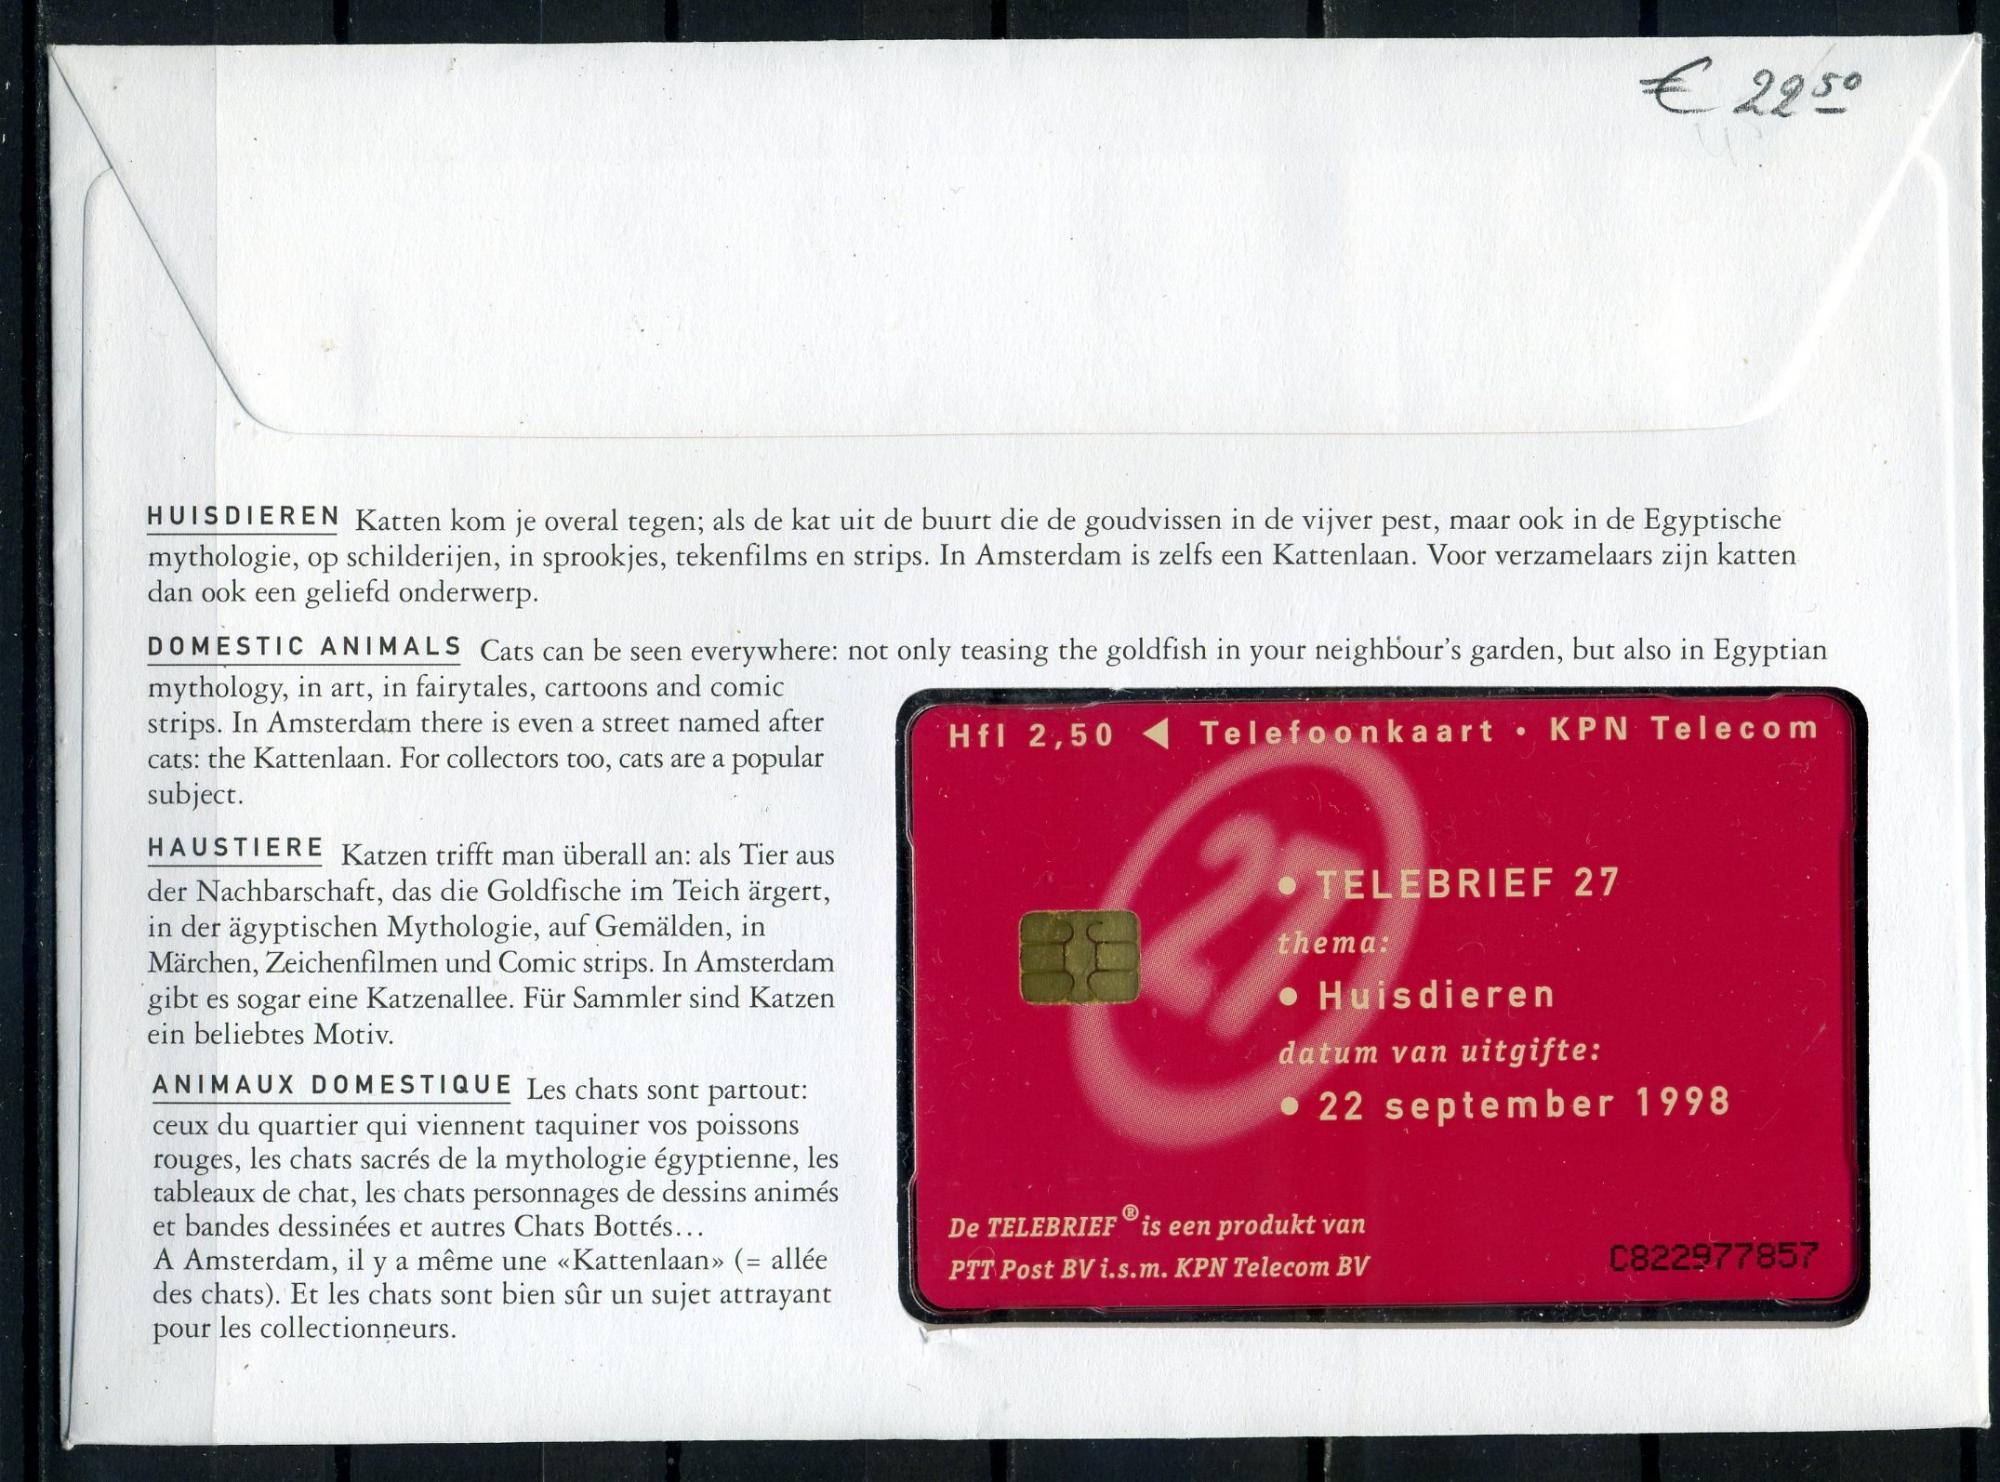 € 22 50
HUISDIEREN Katten kom je overal tegen; als de kat uit de buurt die de goudvissen in de vijver pest, maar ook in de Egyptische
mythologie, op schilderijen, in sprookjes, tekenfilms en strips. In Amsterdam is zelfs een Kattenlaan. Voor verzamelaars zijn katten
dan ook een geliefd onderwerp.
DOMESTIC ANIMALS Cats can be seen everywhere: not only teasing the goldfish in your neighbour's garden, but also in Egyptian
mythology, in art, in fairytales, cartoons and comic
strips. In Amsterdam there is even a street named after
cats: the Kattenlaan. For collectors too, cats are a popular
subject.
HAUSTIERE Katzen trifft man überall an: als Tier aus
der Nachbarschaft, das die Goldfische im Teich ärgert,
in der ägyptischen Mythologie, auf Gemälden, in
Märchen, Zeichenfilmen und Comic strips. In Amsterdam
gibt es sogar eine Katzenallee. Für Sammler sind Katzen
ein beliebtes Motiv.
ANIMAUX DOMESTIQUE Les chats sont partout:
ceux du quartier qui viennent taquiner vos poissons
rouges, les chats sacrés de la mythologie égyptienne, les
tableaux de chat, les chats personnages de dessins animés
et bandes dessinées et autres Chats Bottés...
A Amsterdam, il y a même une «Kattenlaan» (= allée
des chats). Et les chats sont bien sûr un sujet attrayant
pour les collectionneurs.
Hfl 2,50 ◀ Telefoonkaart • KPN Telecom
27
• TELEBRIEF 27
thema:
• Huisdieren
datum van uitgifte:
• 22 september 1998
De TELEBRIEF® is een produkt van
PTT Post BV i.s.m. KPN Telecom BV
C822977857